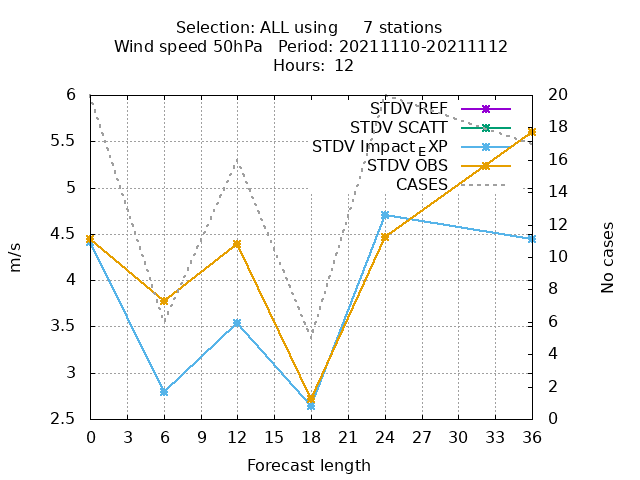 Selection: ALL using 7 stations
Wind speed 50hPa Period: 20211110-20211112
Hours: 12
6
5.5
5
4.5
4
3.5
3
2.5
m/s
STDV REF
STDV SCATT
STDV Impact_EXP
STDV OBS
CASES
20
18
16
14
12
10
8
6
4
2
0
No cases
0 3 6 9 12 15 18 21 24 27 30 33 36
Forecast length